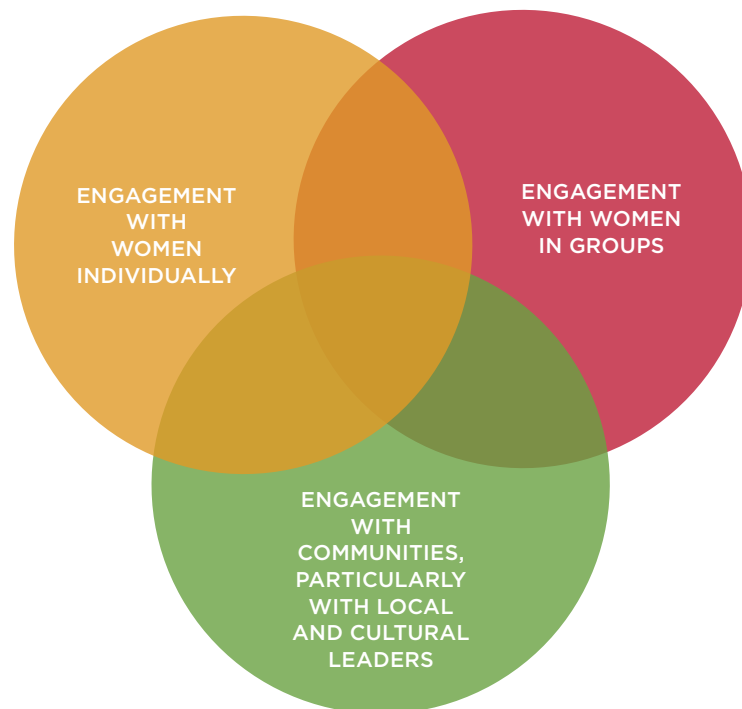 ENGAGEMENT
WITH
WOMEN
INDIVIDUALLY
ENGAGEMENT
WITH WOMEN
IN GROUPS
ENGAGEMENT
WITH
COMMUNITIES,
PARTICULARLY
WITH LOCAL
AND CULTURAL
LEADERS